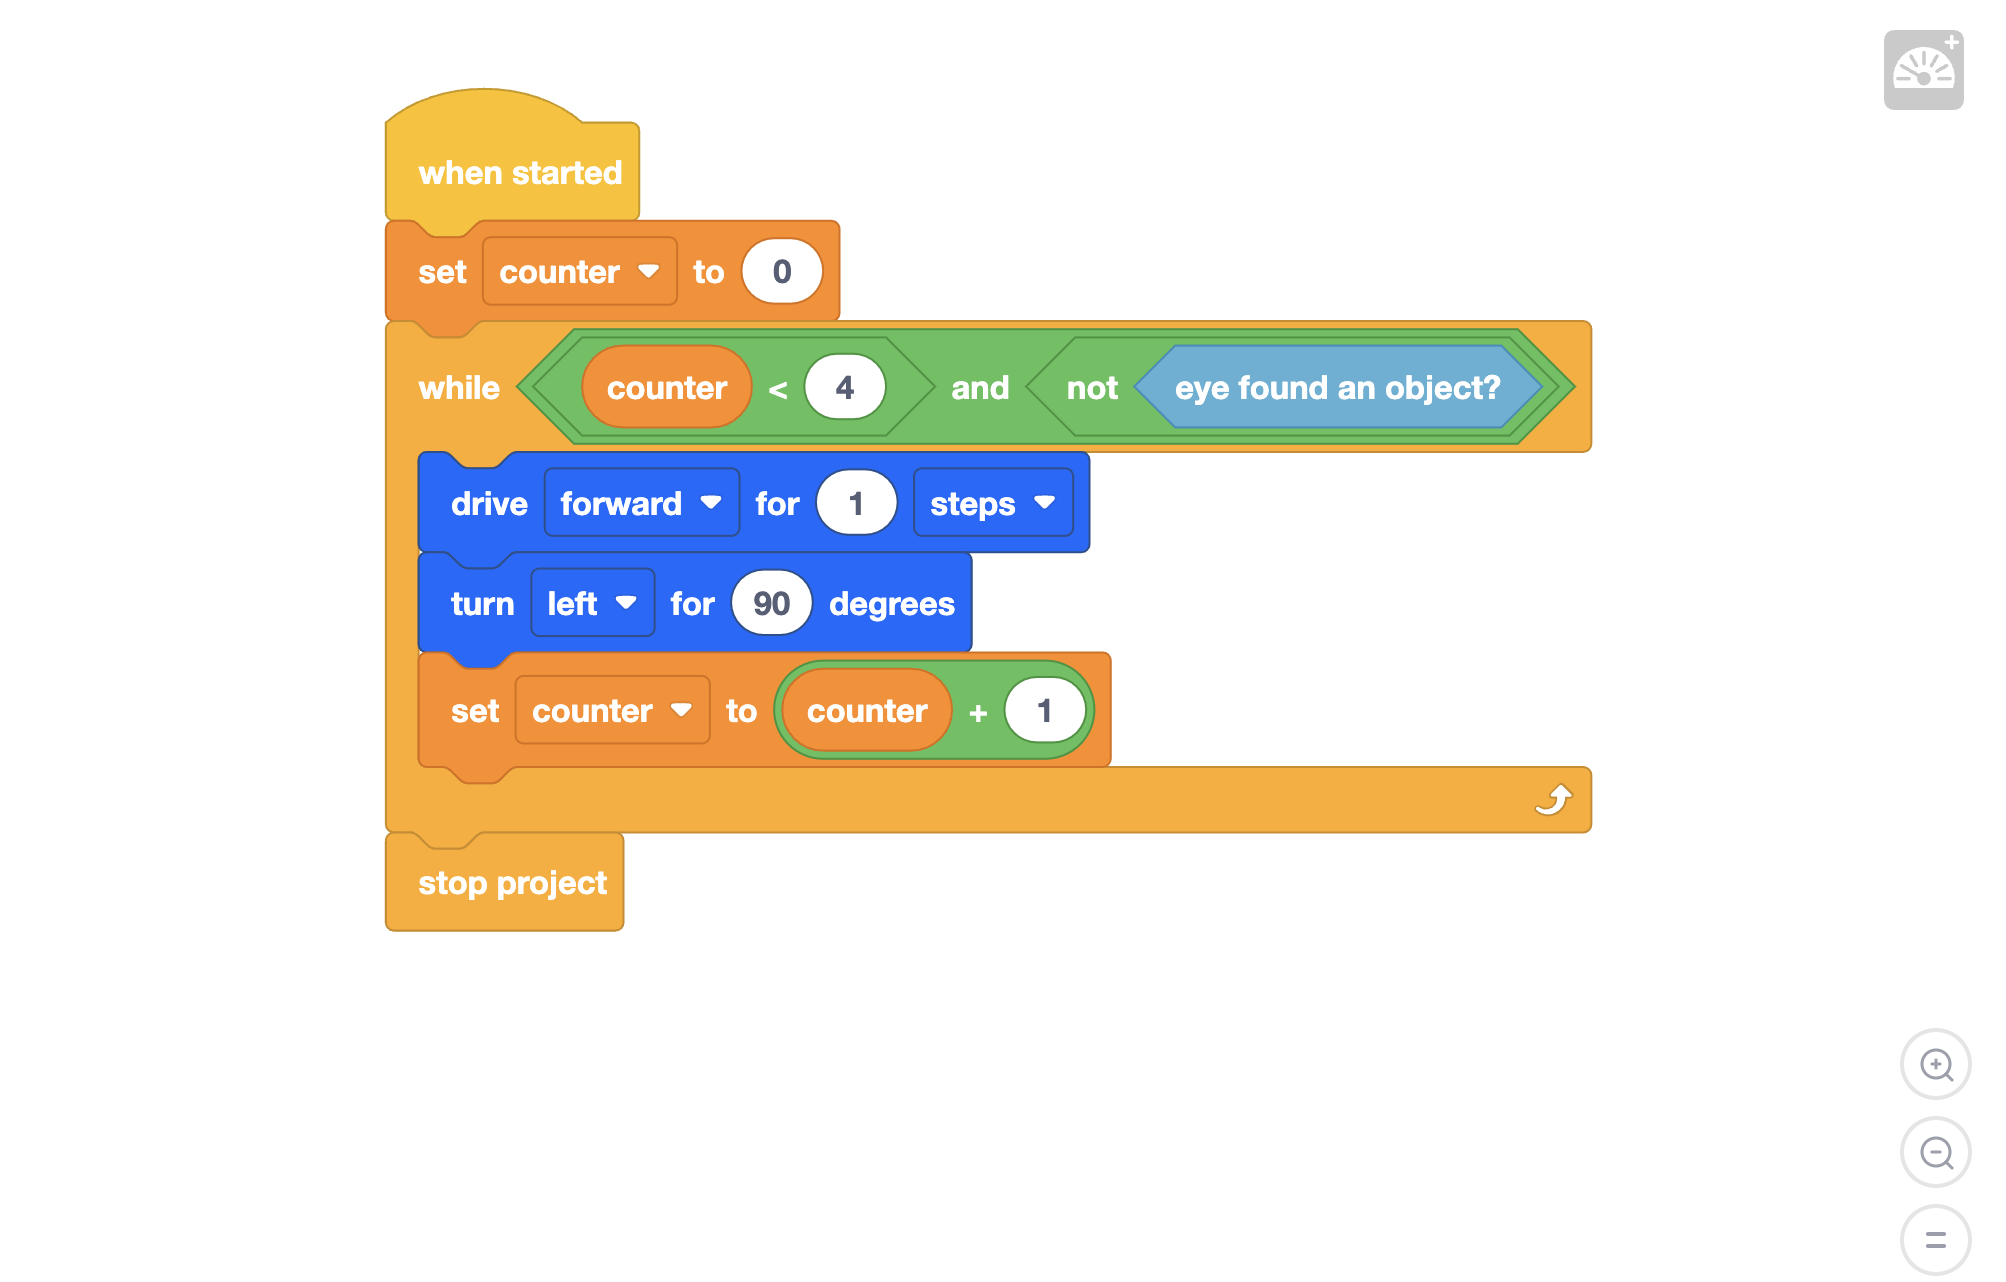 when started
set counter to 0
while counter < 4 and not eye found an object?
drive forward for 1 steps
turn left for 90 degrees
set counter to counter + 1
stop project